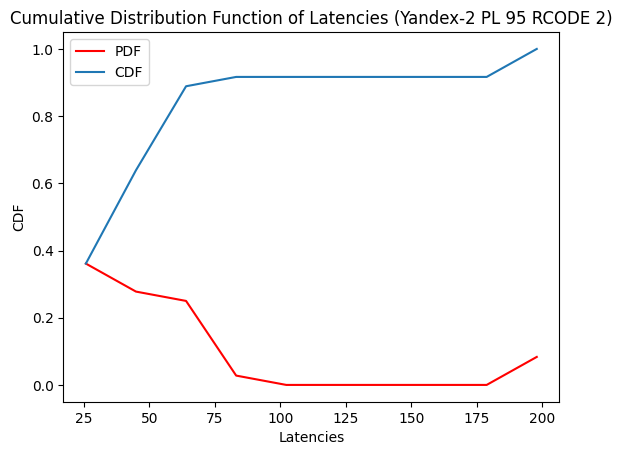 Cumulative Distribution Function of Latencies (Yandex-2 PL 95 RCODE 2)
PDF
CDF
CDF
1.0
0.8
0.6
0.4
0.2
0.0
25 50 75 100 125 150 175 200
Latencies